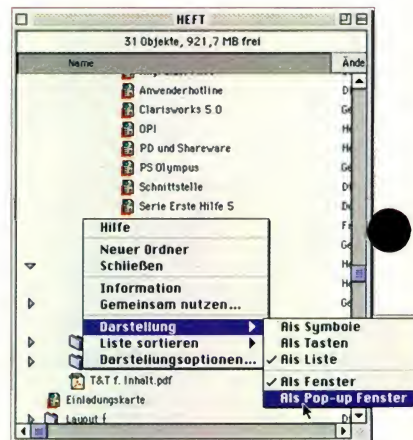 HEFT
31 Objekte, 921,7 MB frei
Name Ände
Anwenderhotline
Clarisworks 5.0
OPI
PD und Shareware
PS Olympus
Schnittstelle
Serie Erste Hilfe S
Hilfe
Neuer Ordner
Schließen
Information
Gemeinsam nutzen...
Darstellung
Liste sortieren
Darstellungsoptionen...
Als Symbole
Als Tasten
✓ Als Liste
✓ Als Fenster
Als Pop-up Fenster
T&T f. Inhalt.pdf
Einladungskarte
Layout f